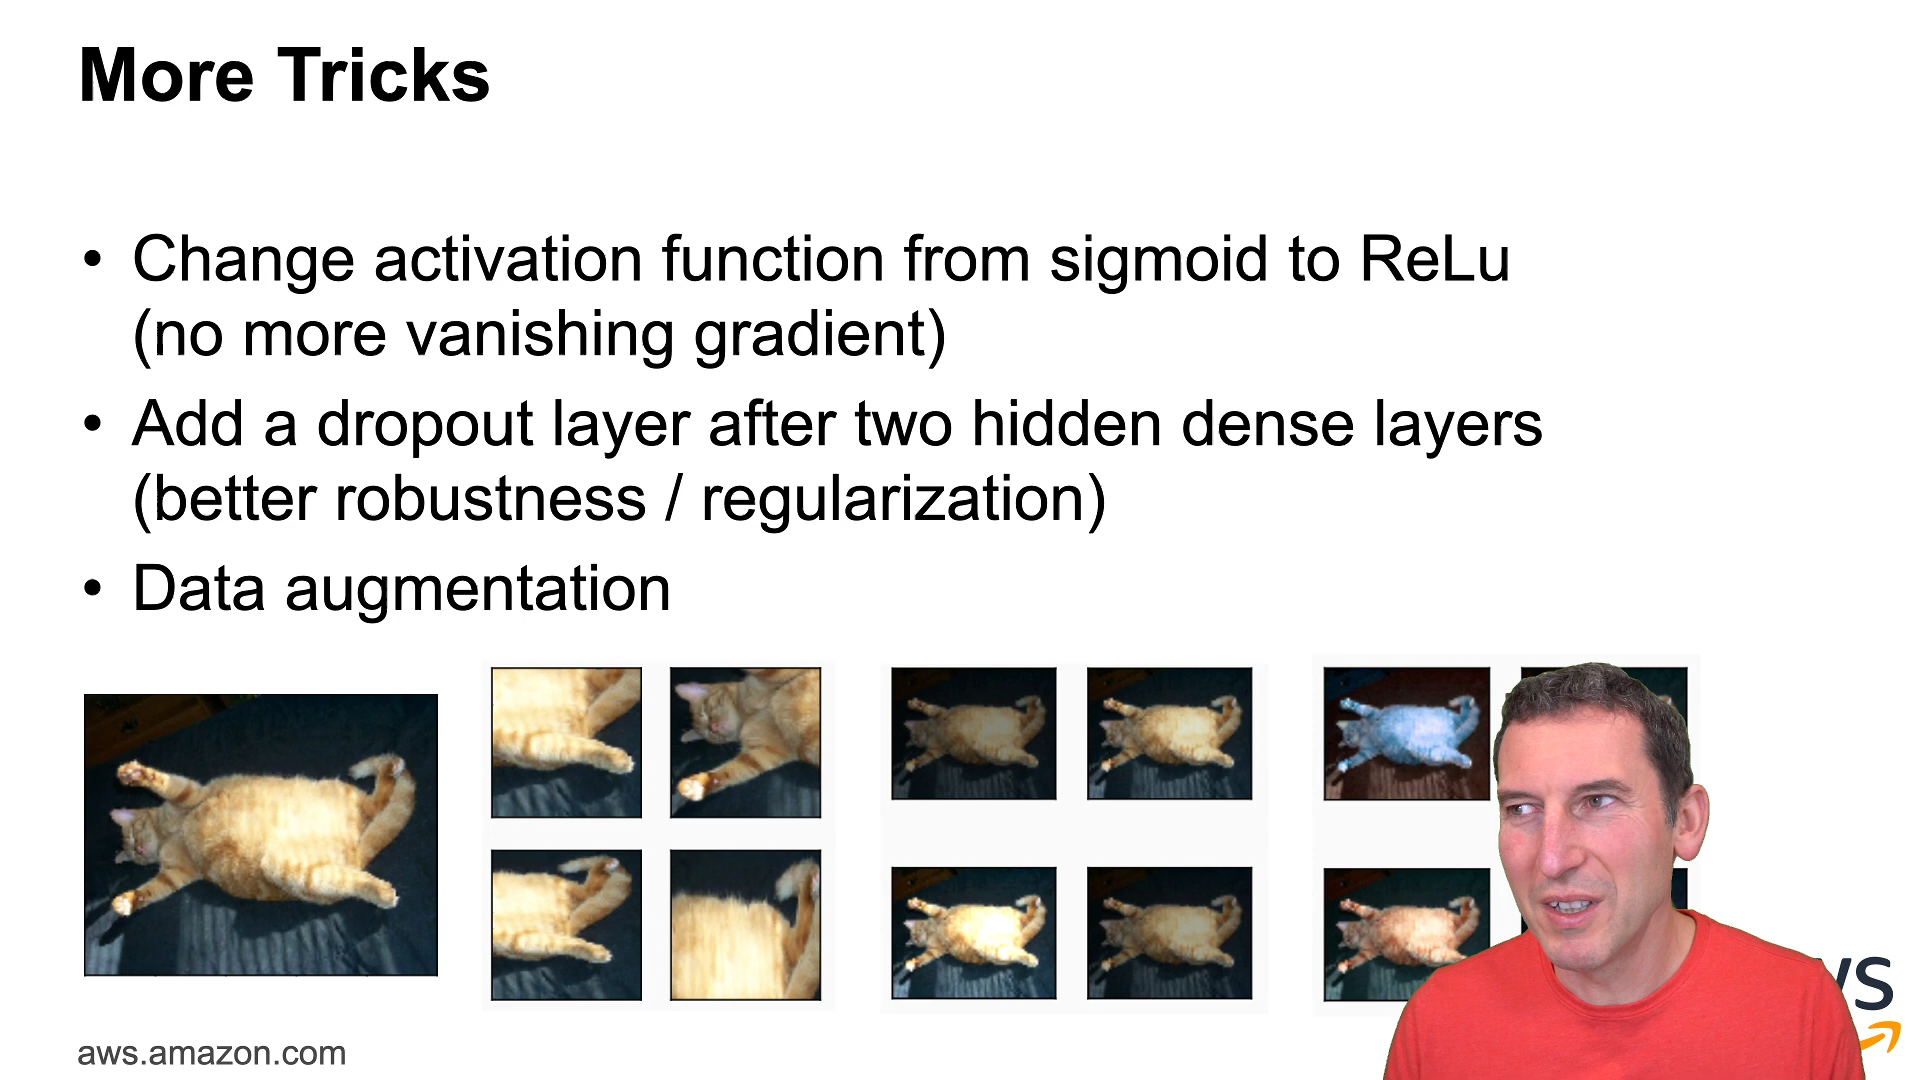 More Tricks
• Change activation function from sigmoid to ReLu
(no more vanishing gradient)
• Add a dropout layer after two hidden dense layers
(better robustness / regularization)
• Data augmentation
aws.amazon.com